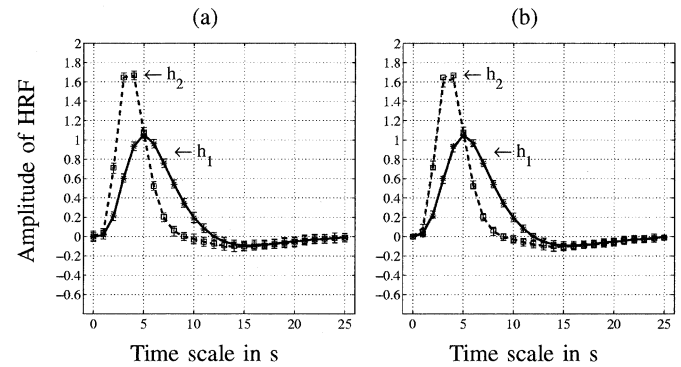 (a) (b)
2 2
1.8 1.8
1.6 ← h2 1.6 ← h2
1.4 1.4
1.2 1.2
1 1
0.8 ← h1 0.8 ← h1
0.6 0.6
0.4 0.4
0.2 0.2
0 0
−0.2 −0.2
−0.4 −0.4
−0.6 −0.6
0 5 10 15 20 25 0 5 10 15 20 25
Amplitude of HRF
Time scale in s Time scale in s